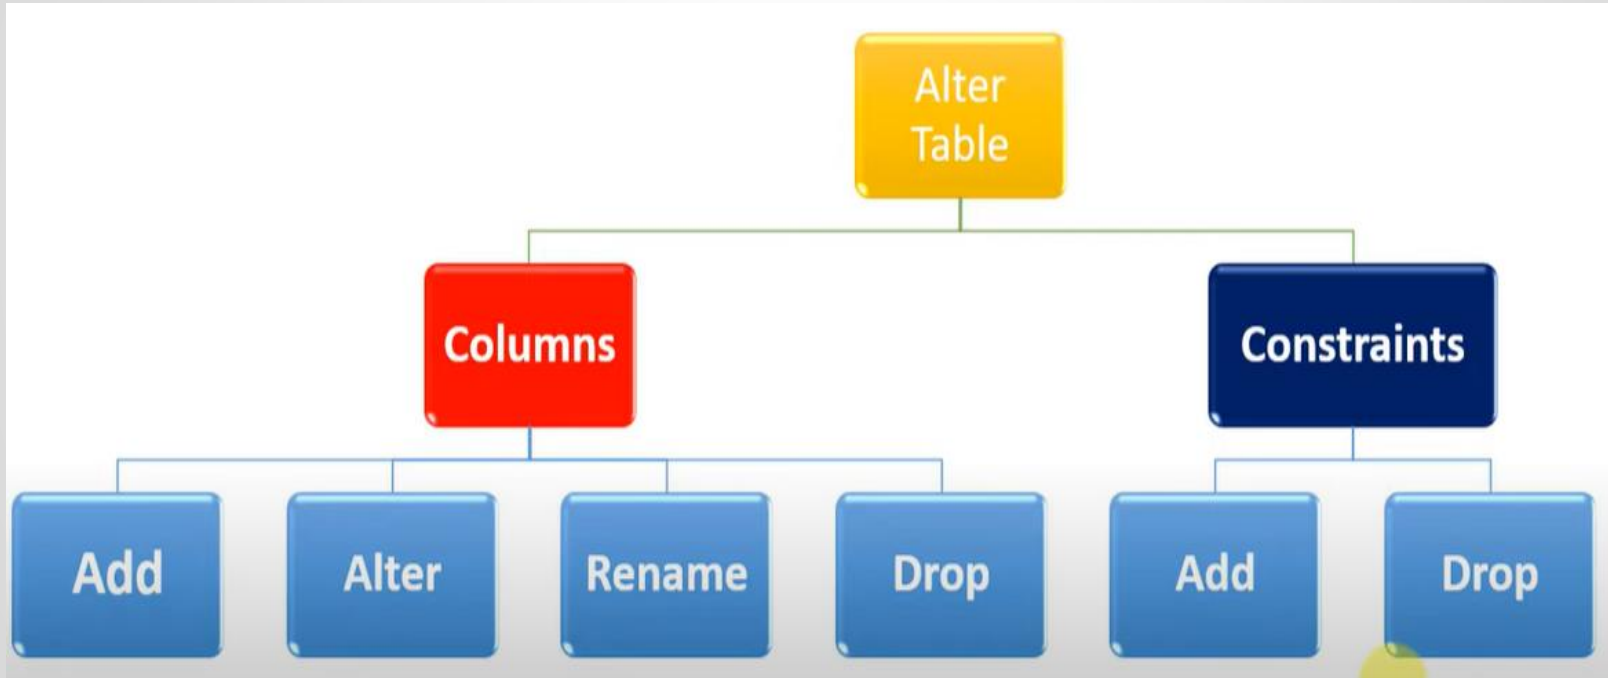 Alter
Table
Columns
Constraints
Add
Alter
Rename
Drop
Add
Drop